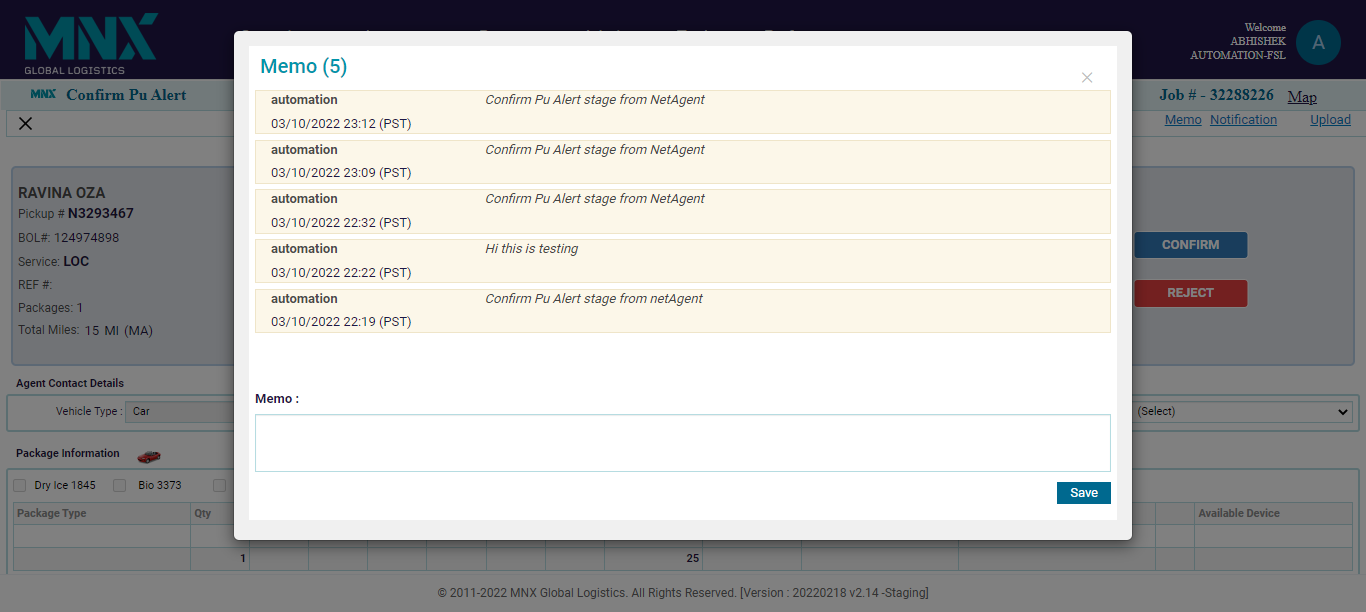 MNX
GLOBAL LOGISTICS
Welcome
ABHISHEK
AUTOMATION-FSL
A
MNX Confirm Pu Alert
Job # - 32288226 Map
Memo Notification Upload
Memo (5)
automation Confirm Pu Alert stage from NetAgent
03/10/2022 23:12 (PST)
automation Confirm Pu Alert stage from NetAgent
03/10/2022 23:09 (PST)
automation Confirm Pu Alert stage from NetAgent
03/10/2022 22:32 (PST)
automation Hi this is testing
03/10/2022 22:22 (PST)
automation Confirm Pu Alert stage from netAgent
03/10/2022 22:19 (PST)
Memo :
Save
RAVINA OZA
Pickup # N3293467
BOL#: 124974898
Service: LOC
REF #:
Packages: 1
Total Miles: 15 MI (MA)
CONFIRM
REJECT
Agent Contact Details
Vehicle Type : Car
(Select)
Package Information
Dry Ice 1845 Bio 3373
Package Type Qty Available Device
1 25
© 2011-2022 MNX Global Logistics. All Rights Reserved. [Version : 20220218 v2.14 -Staging]